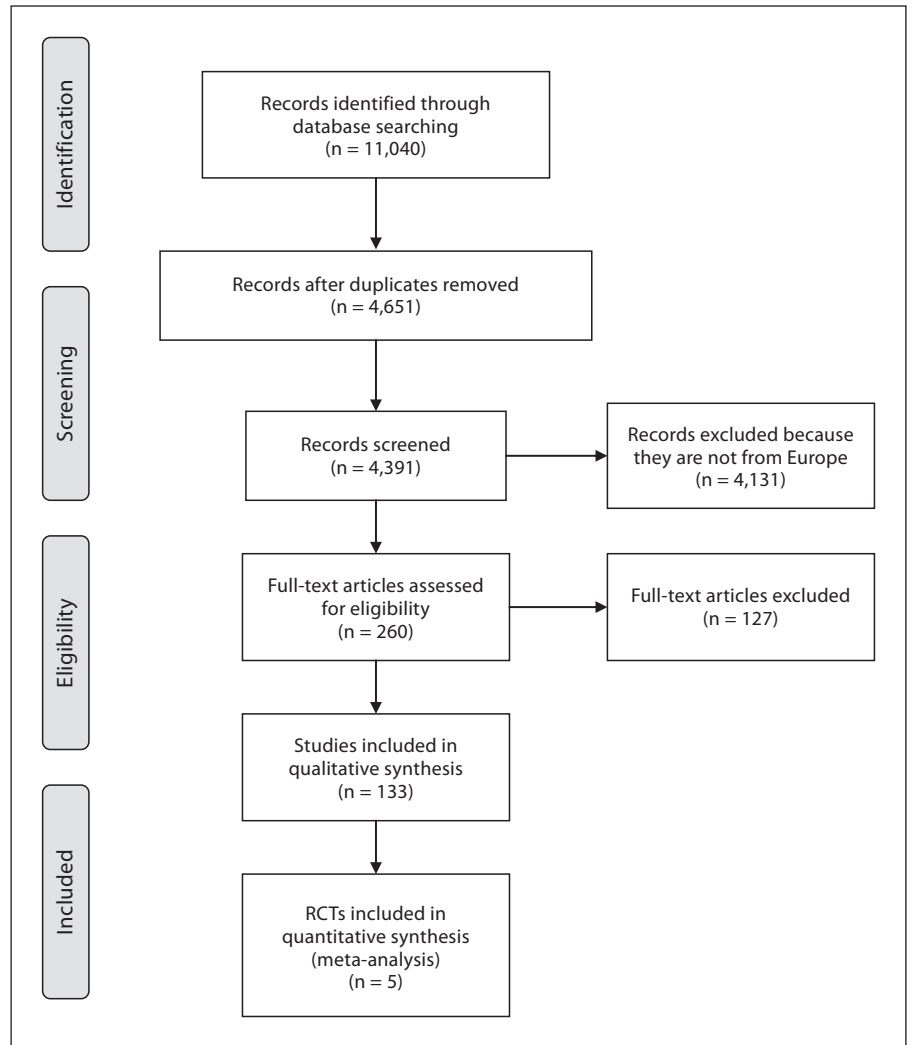 Identification
Records identified through
database searching
(n = 11,040)
Records after duplicates removed
(n = 4,651)
Screening
Records screened
(n = 4,391)
Records excluded because
they are not from Europe
(n = 4,131)
Eligibility
Full-text articles assessed
for eligibility
(n = 260)
Full-text articles excluded
(n = 127)
Studies included in
qualitative synthesis
(n = 133)
Included
RCTs included in
quantitative synthesis
(meta-analysis)
(n = 5)